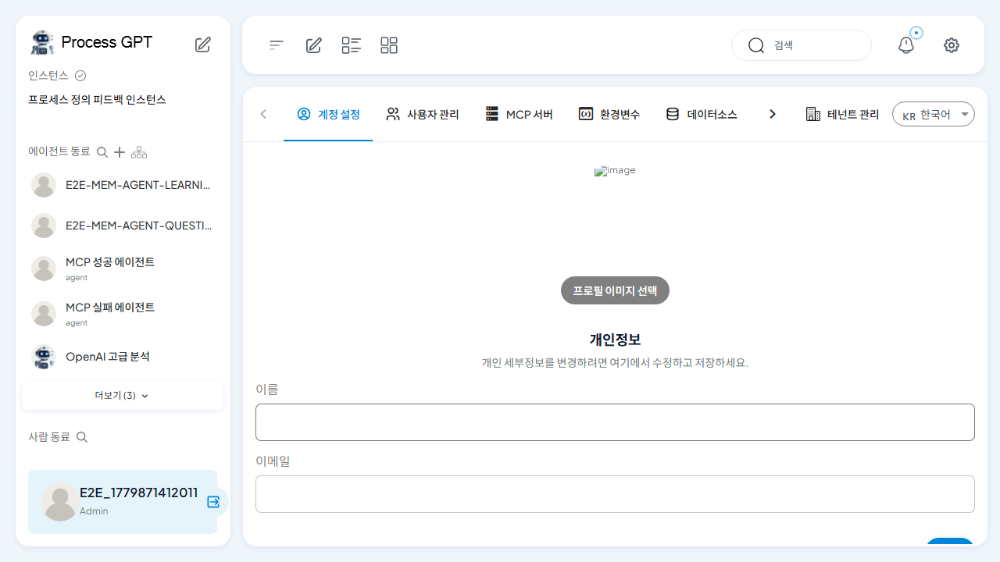 Process GPT
인스턴스
프로세스 정의 피드백 인스턴스
에이전트 동료
E2E-MEM-AGENT-LEARNI...
E2E-MEM-AGENT-QUESTI...
MCP 성공 에이전트
agent
MCP 실패 에이전트
agent
OpenAI 고급 분석
더보기 (3)
사람 동료
E2E_1779871412011
Admin
검색
계정 설정
사용자 관리
MCP 서버
(x)
환경변수
데이터소스
테넌트 관리
KR 한국어
image
프로필 이미지 선택
개인정보
개인 세부정보를 변경하려면 여기에서 수정하고 저장하세요.
이름
이메일